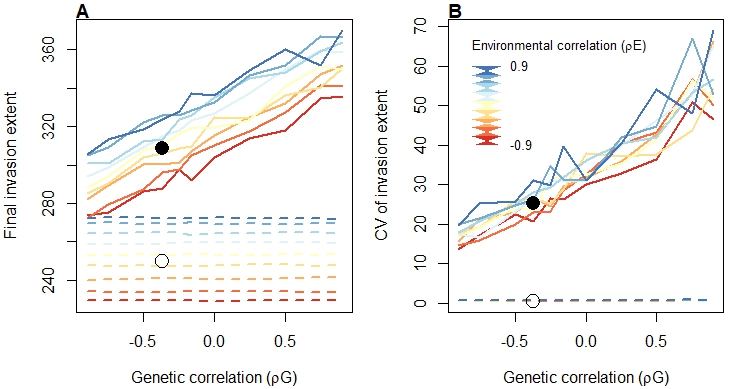 A
Final invasion extent
360
320
280
240
-0.5 0.0 0.5
Genetic correlation (ρG)
B
CV of invasion extent
70
60
50
40
30
20
10
0
Environmental correlation (ρE)
0.9
-0.9
-0.5 0.0 0.5
Genetic correlation (ρG)